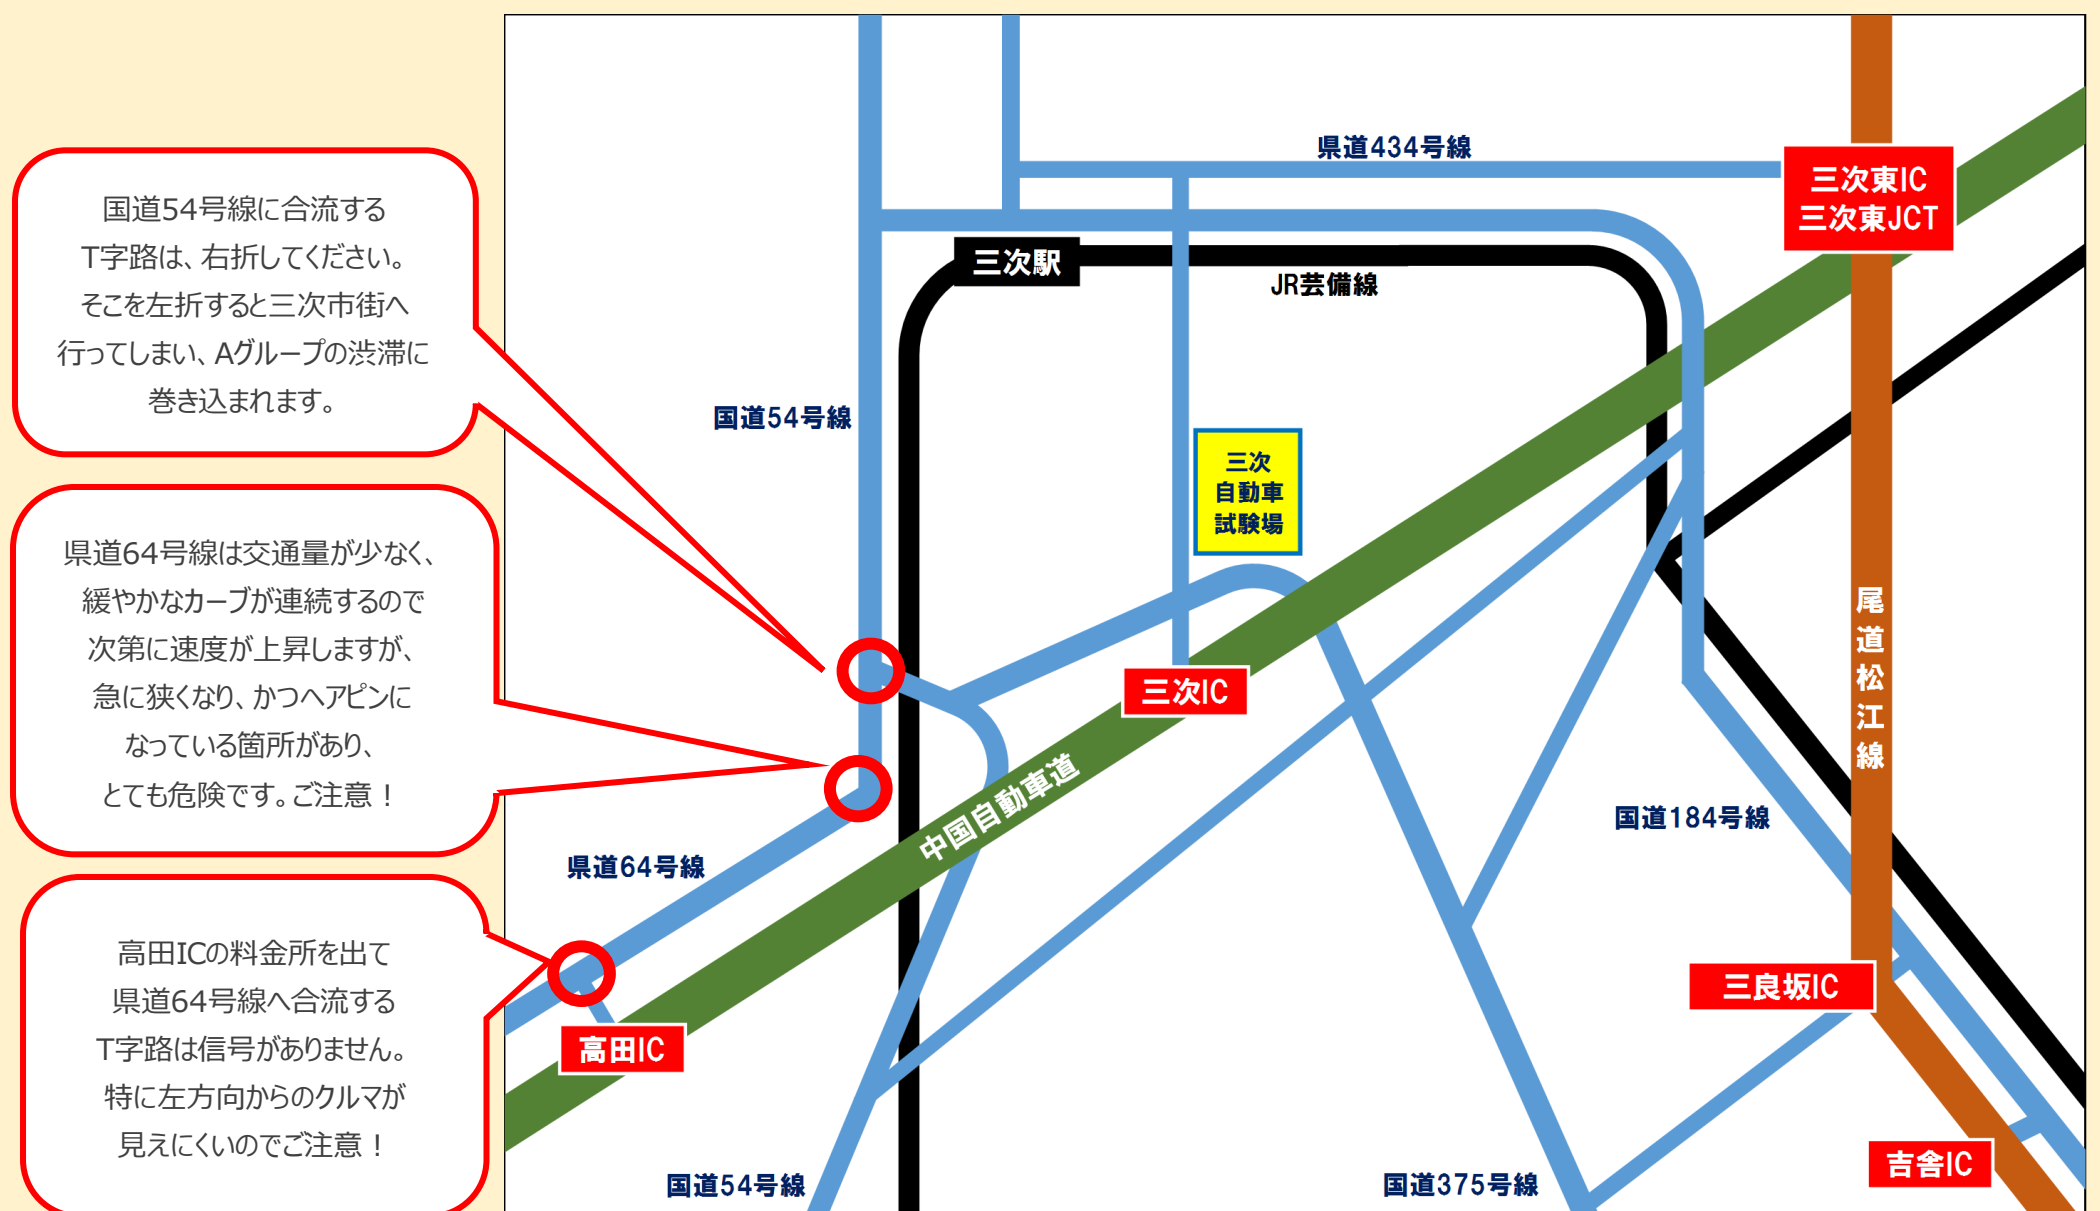 国道54号線に合流する
T字路は、右折してください。
そこを左折すると三次市街へ
行ってしまい、Aグループの渋滞に
巻き込まれます。
県道64号線は交通量が少なく、
緩やかなカーブが連続するので
次第に速度が上昇しますが、
急に狭くなり、かつヘアピンに
なっている箇所があり、
とても危険です。ご注意！
高田ICの料金所を出て
県道64号線へ合流する
T字路は信号がありません。
特に左方向からのクルマが
見えにくいのでご注意！
県道434号線
三次東IC
三次東JCT
三次駅
JR芸備線
国道54号線
三次
自動車
試験場
尾道松江線
三次IC
中国自動車道
国道184号線
県道64号線
三良坂IC
高田IC
吉舎IC
国道54号線
国道375号線